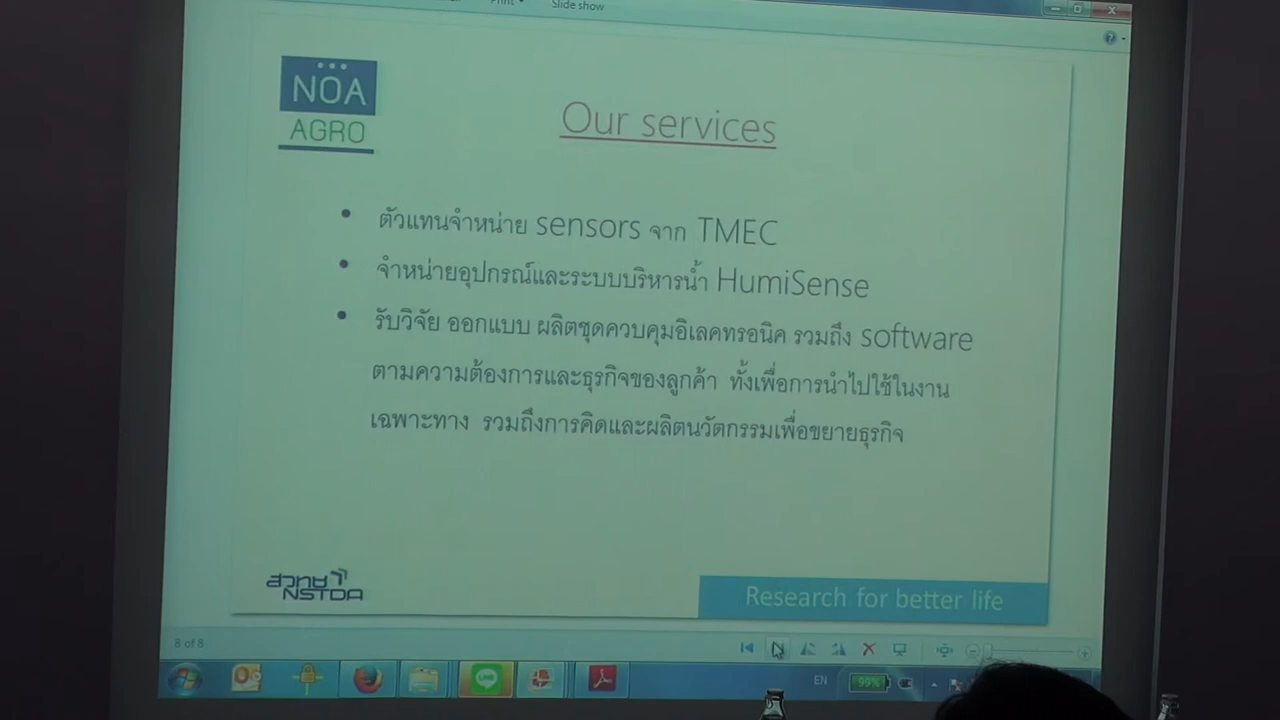 Print
Slide show
NOA
AGRO
Our services
• ตัวแทนจำหน่าย sensors จาก TMEC
• จำหน่ายอุปกรณ์และระบบบริหารน้ำ HumiSense
• รับวิจัย ออกแบบ ผลิตชุดควบคุมอิเลคทรอนิค รวมถึง software
ตามความต้องการและธุรกิจของลูกค้า ทั้งเพื่อการนำไปใช้ในงาน
เฉพาะทาง รวมถึงการคิดและผลิตนวัตกรรมเพื่อขยายธุรกิจ
สวทช
NSTDA
Research for better life
8 of 8
LINE
EN
99%